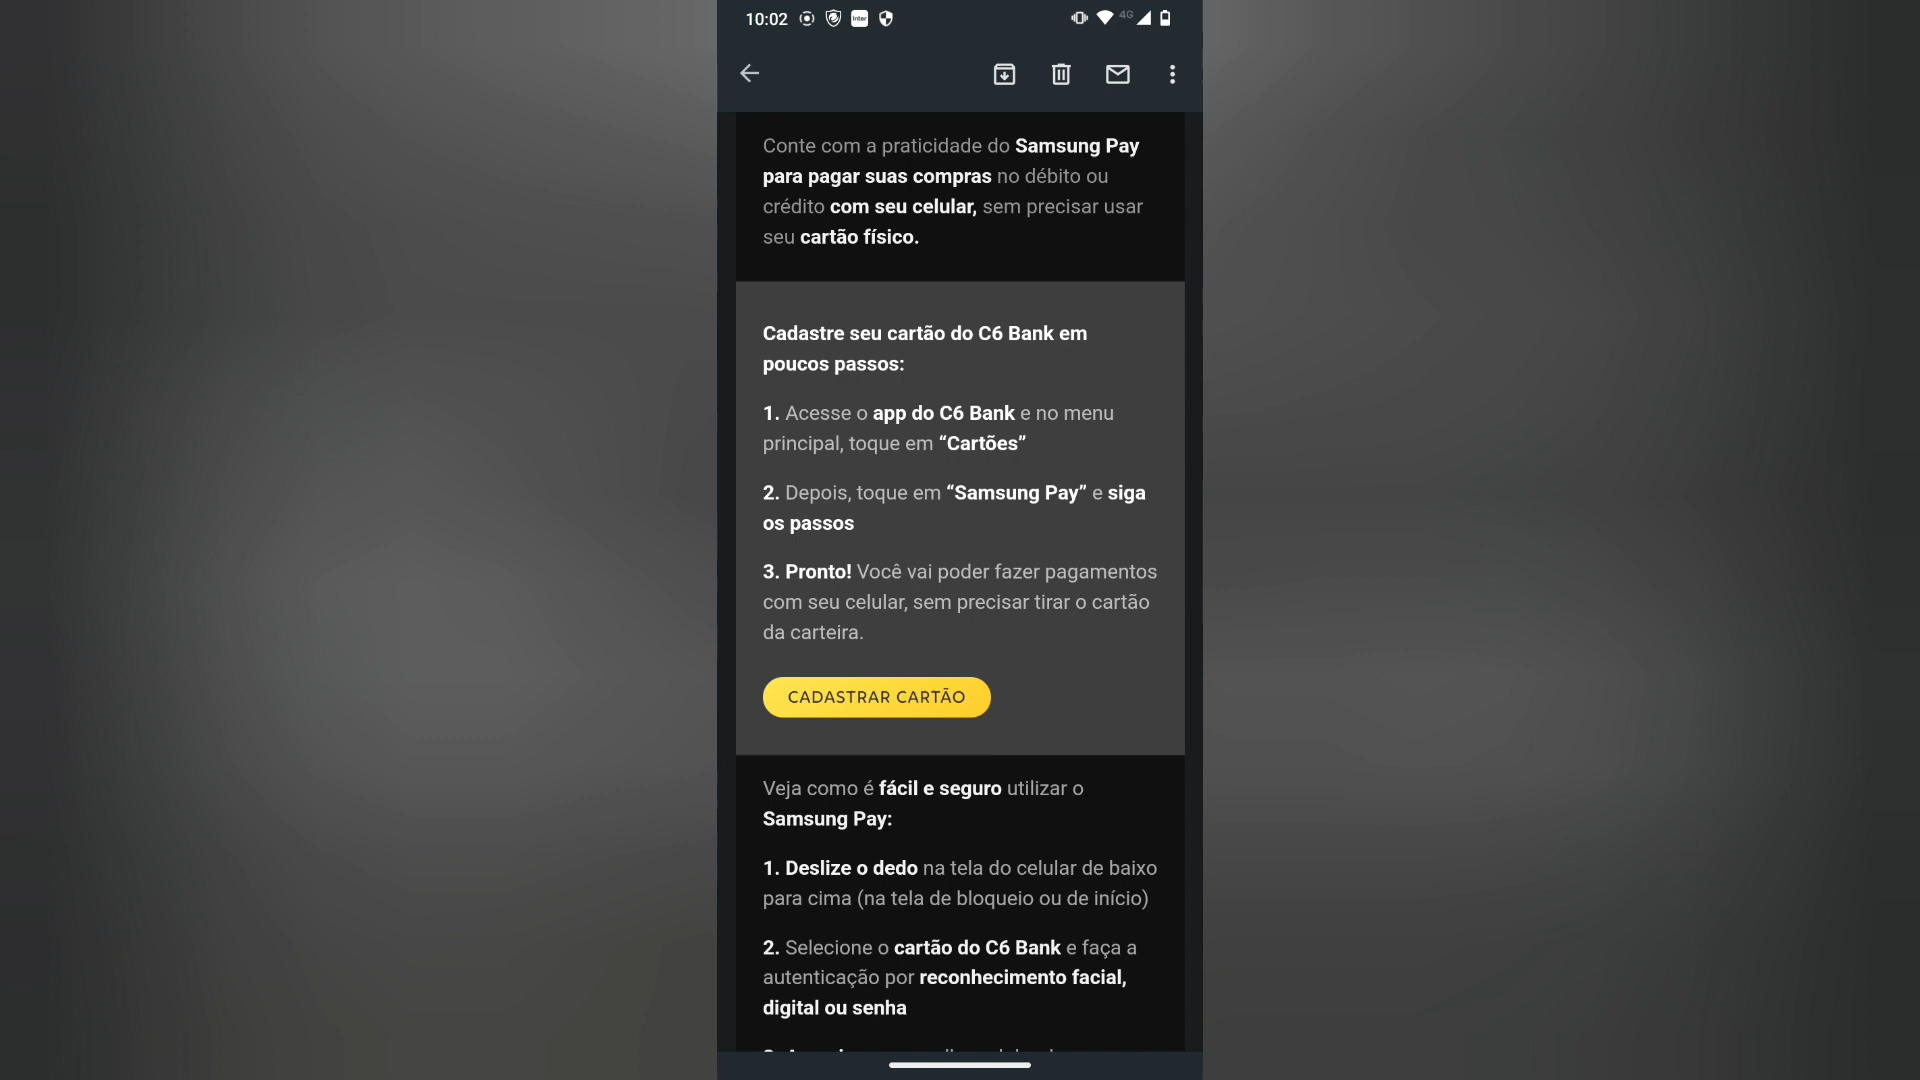 10:02
inter
4G
Conte com a praticidade do Samsung Pay
para pagar suas compras no débito ou
crédito com seu celular, sem precisar usar
seu cartão físico.
Cadastre seu cartão do C6 Bank em
poucos passos:
1. Acesse o app do C6 Bank e no menu
principal, toque em “Cartões”
2. Depois, toque em “Samsung Pay” e siga
os passos
3. Pronto! Você vai poder fazer pagamentos
com seu celular, sem precisar tirar o cartão
da carteira.
CADASTRAR CARTÃO
Veja como é fácil e seguro utilizar o
Samsung Pay:
1. Deslize o dedo na tela do celular de baixo
para cima (na tela de bloqueio ou de início)
2. Selecione o cartão do C6 Bank e faça a
autenticação por reconhecimento facial,
digital ou senha